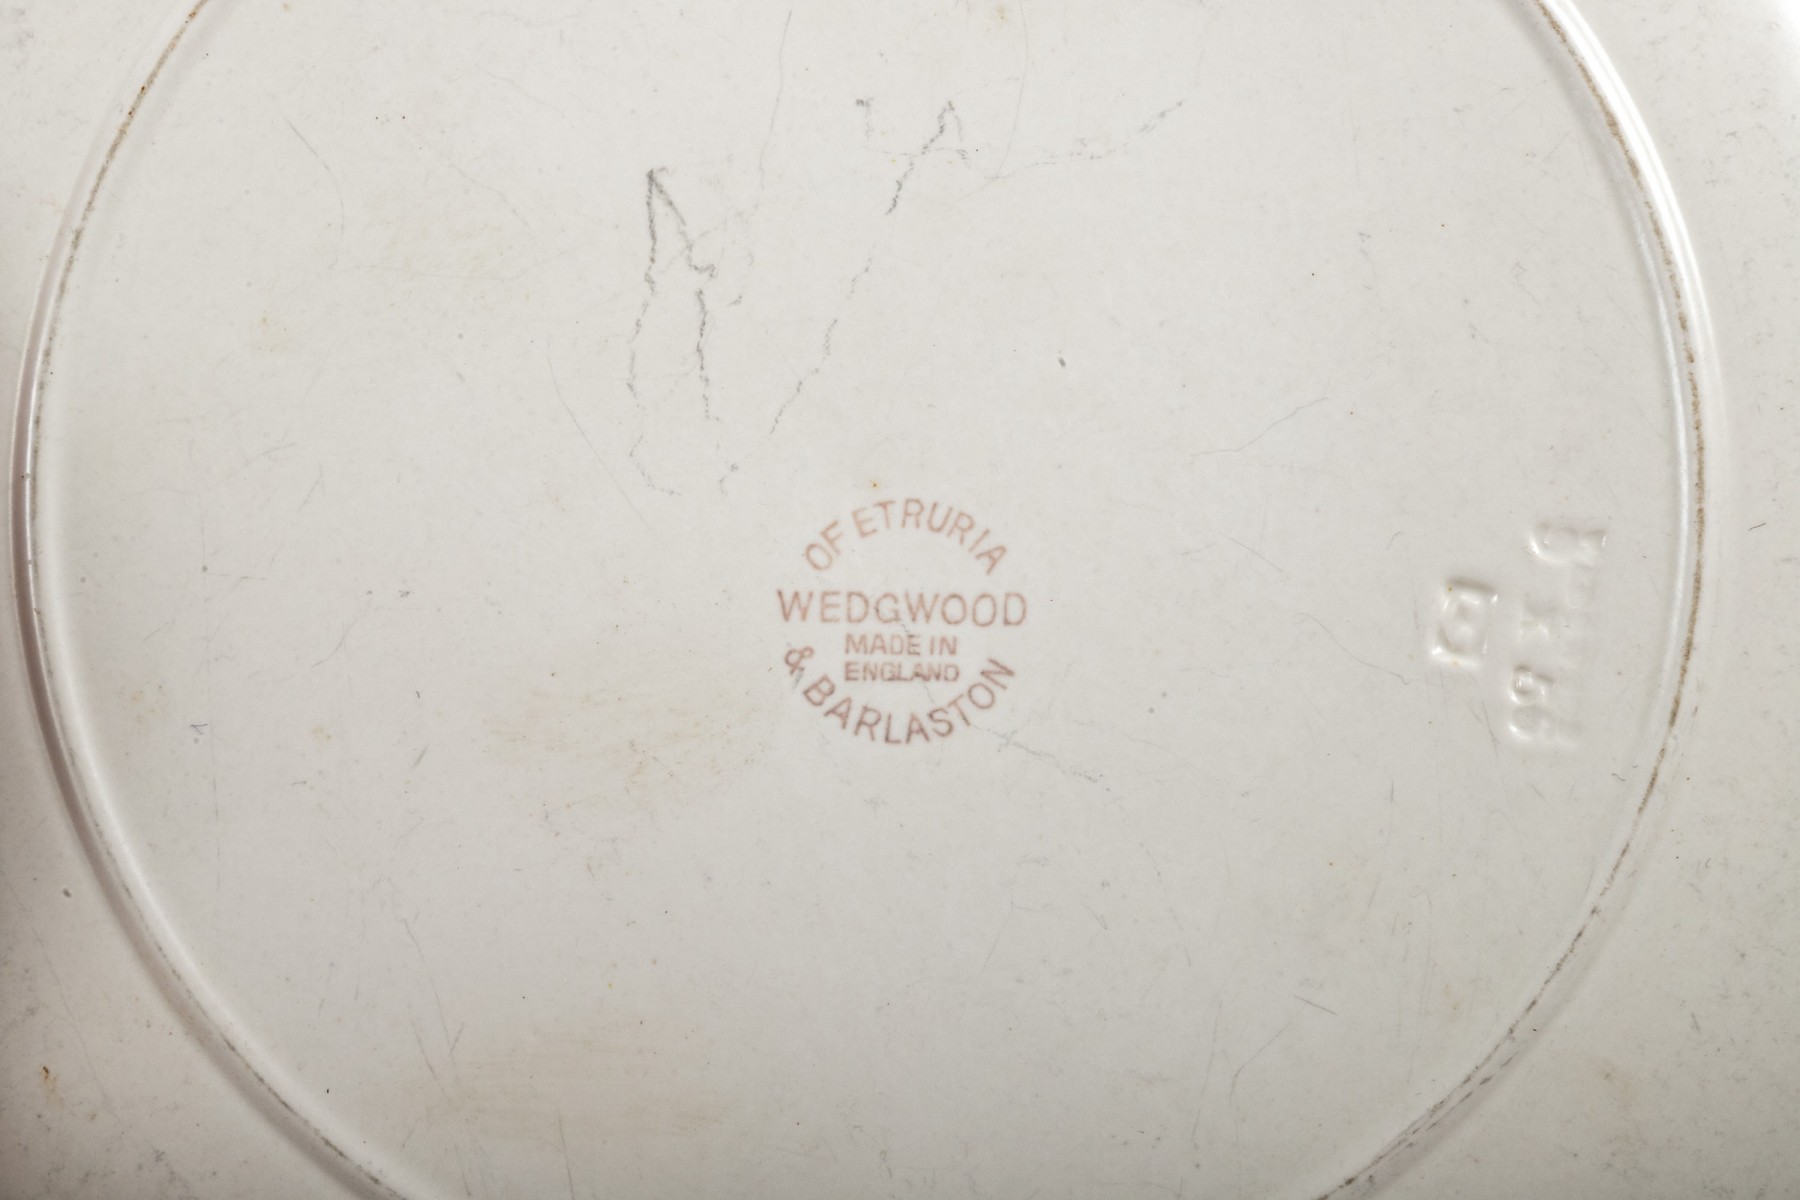 OF ETRURIA
WEDGWOOD
MADE IN
ENGLAND
& BARLASTON